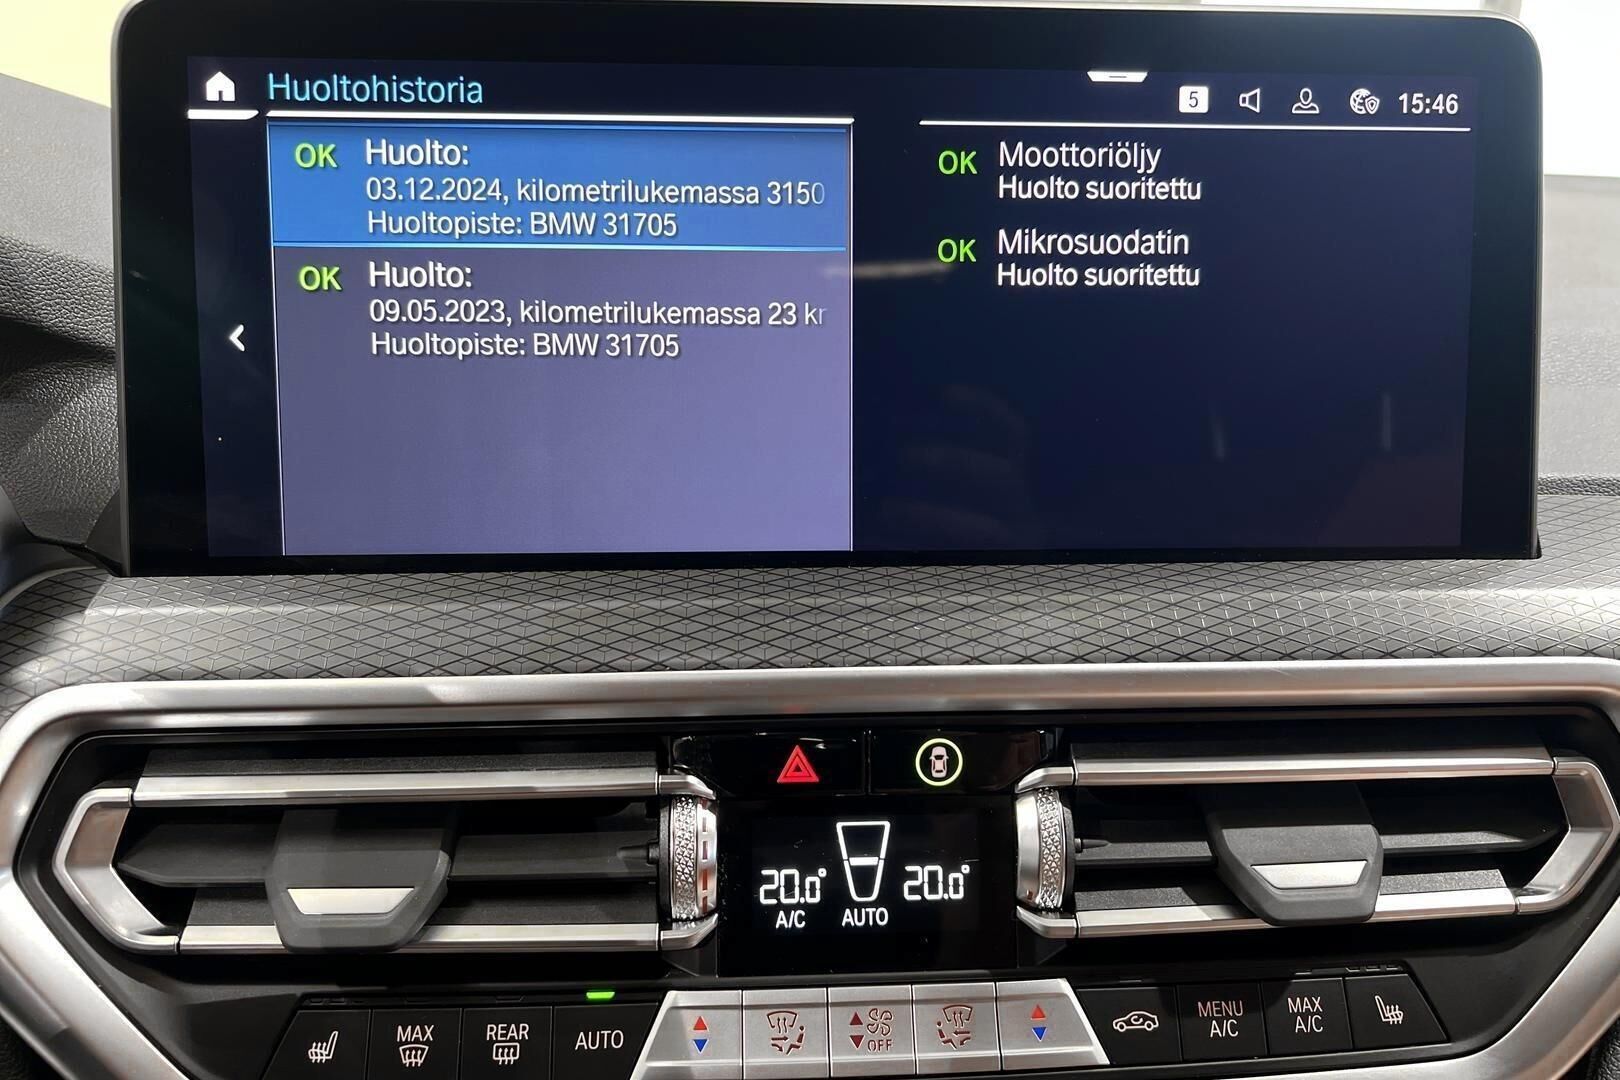 Huoltohistoria
5
15:46
OK Huolto:
03.12.2024, kilometrilukemassa 3150
Huoltopiste: BMW 31705
OK Huolto:
09.05.2023, kilometrilukemassa 23 k
Huoltopiste: BMW 31705
OK Moottoriöljy
Huolto suoritettu
OK Mikrosuodatin
Huolto suoritettu
20.0° 20.0°
A/C AUTO
MAX
REAR
AUTO
OFF
MENU
A/C
MAX
A/C